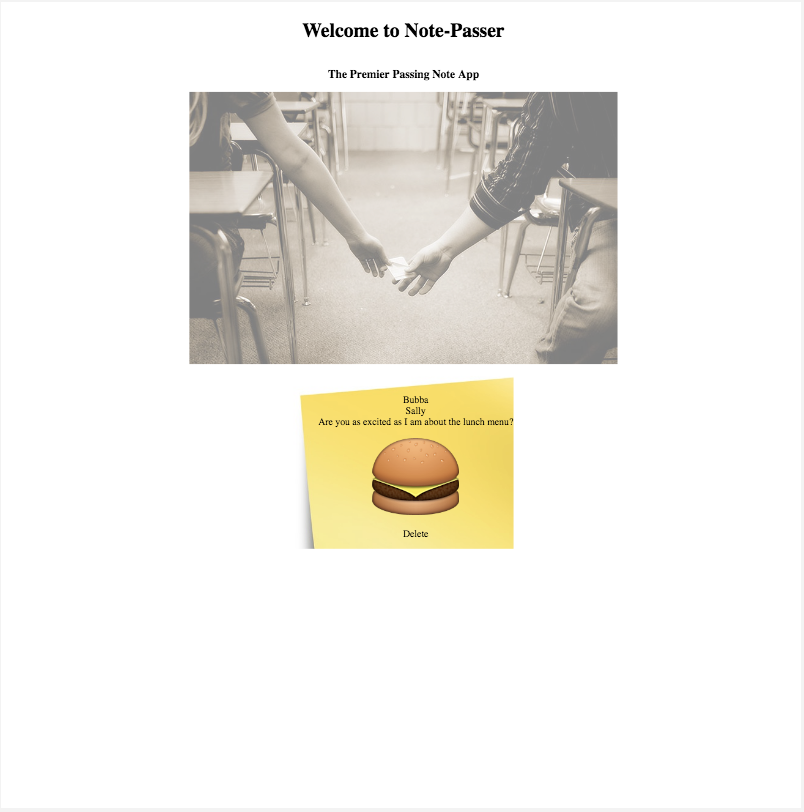 Welcome to Note-Passer
The Premier Passing Note App
Bubba
Sally
Are you as excited as I am about the lunch menu?
Delete